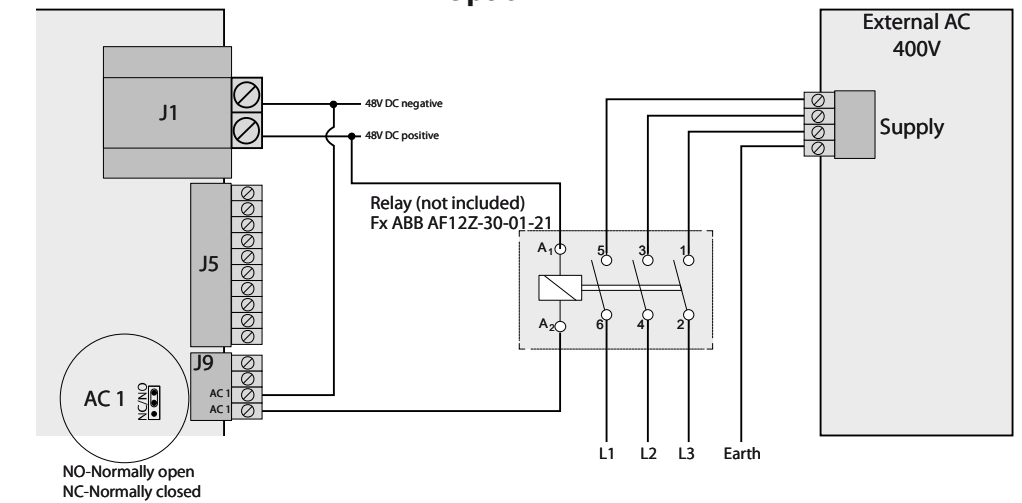 External AC
400V
J1
48V DC negative
48V DC positive
Supply
Relay (not included)
Fx ABB AF12Z-30-01-21
A1
5
3
1
J5
A2
6
4
2
J9
AC 1
AC 1
AC 1
NC/NO
L1
L2
L3
Earth
NO-Normally open
NC-Normally closed